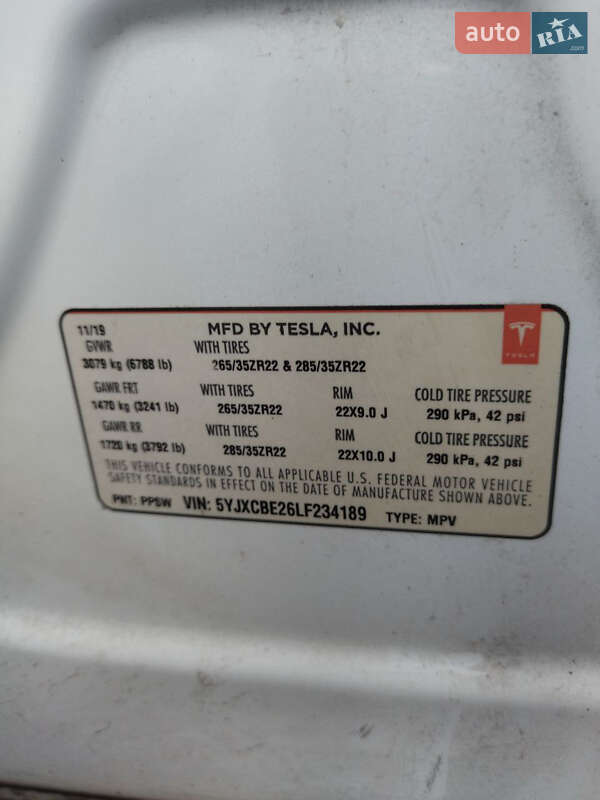 auto RIA .com
11/19 MFD BY TESLA, INC.
GVWR WITH TIRES
3079 kg (6788 lb) 265/35ZR22 & 285/35ZR22
GAWR FRT WITH TIRES RIM COLD TIRE PRESSURE
1470 kg (3241 lb) 265/35ZR22 22X9.0 J 290 kPa, 42 psi
GAWR RR WITH TIRES RIM COLD TIRE PRESSURE
1720 kg (3792 lb) 285/35ZR22 22X10.0 J 290 kPa, 42 psi
THIS VEHICLE CONFORMS TO ALL APPLICABLE U.S. FEDERAL MOTOR VEHICLE
SAFETY STANDARDS IN EFFECT ON THE DATE OF MANUFACTURE SHOWN ABOVE.
PMT: PPSW VIN: 5YJXCBE26LF234189 TYPE: MPV
TESLA